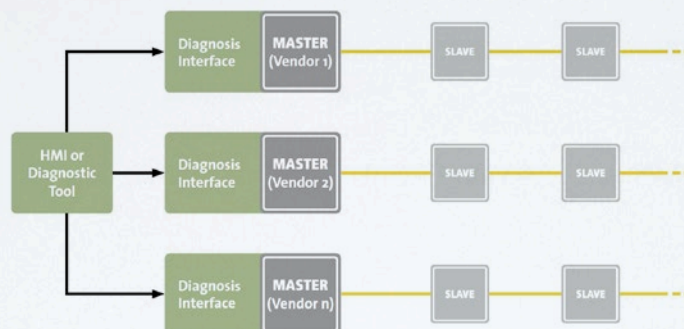 Diagnosis
Interface
MASTER
(Vendor 1)
SLAVE
SLAVE
HMI or
Diagnostic
Tool
Diagnosis
Interface
MASTER
(Vendor 2)
SLAVE
SLAVE
Diagnosis
Interface
MASTER
(Vendor n)
SLAVE
SLAVE